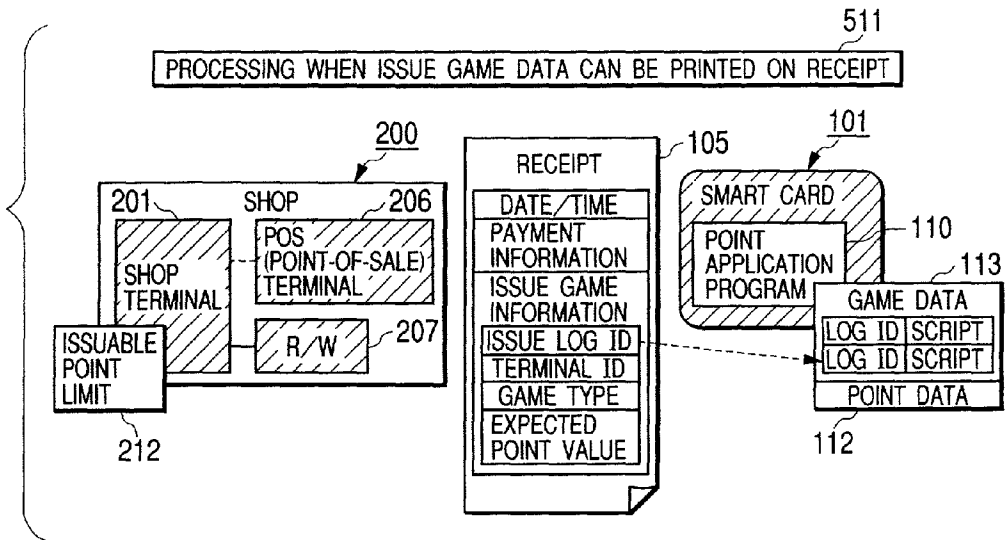 511
PROCESSING WHEN ISSUE GAME DATA CAN BE PRINTED ON RECEIPT
200
201
SHOP
206
SHOP
TERMINAL
POS
(POINT-OF-SALE)
TERMINAL
R/W
207
ISSUABLE
POINT
LIMIT
212
105
RECEIPT
DATE/TIME
PAYMENT
INFORMATION
ISSUE GAME
INFORMATION
ISSUE LOG ID
TERMINAL ID
GAME TYPE
EXPECTED
POINT VALUE
101
SMART CARD
POINT
APPLICATION
PROGRAM
110
113
GAME DATA
LOG ID SCRIPT
LOG ID SCRIPT
POINT DATA
112